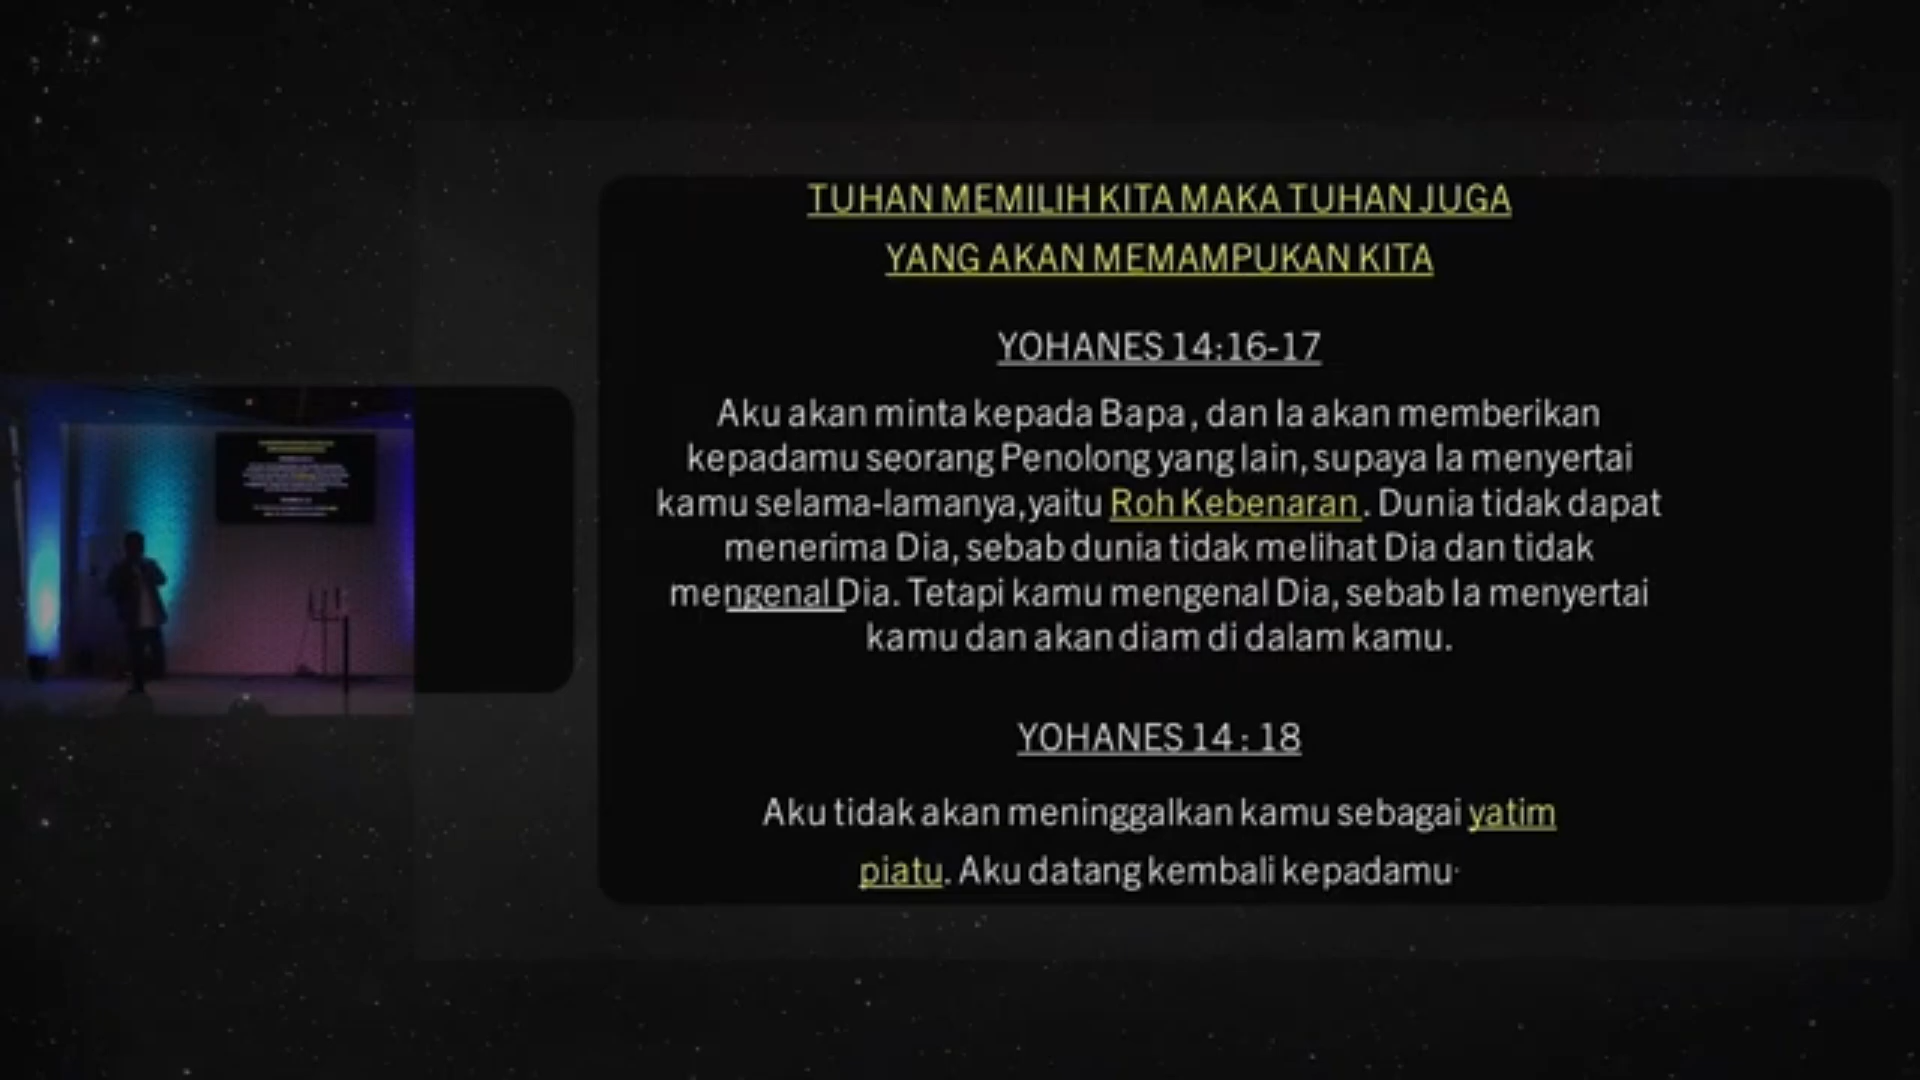 TUHAN MEMILIH KITA MAKA TUHAN JUGA
YANG AKAN MEMAMPUKAN KITA
YOHANES 14:16-17
Aku akan minta kepada Bapa, dan Ia akan memberikan
kepadamu seorang Penolong yang lain, supaya Ia menyertai
kamu selama-lamanya,yaitu Roh Kebenaran. Dunia tidak dapat
menerima Dia, sebab dunia tidak melihat Dia dan tidak
mengenal Dia. Tetapi kamu mengenal Dia, sebab Ia menyertai
kamu dan akan diam di dalam kamu.
YOHANES 14 : 18
Aku tidak akan meninggalkan kamu sebagai yatim
piatu. Aku datang kembali kepadamu.